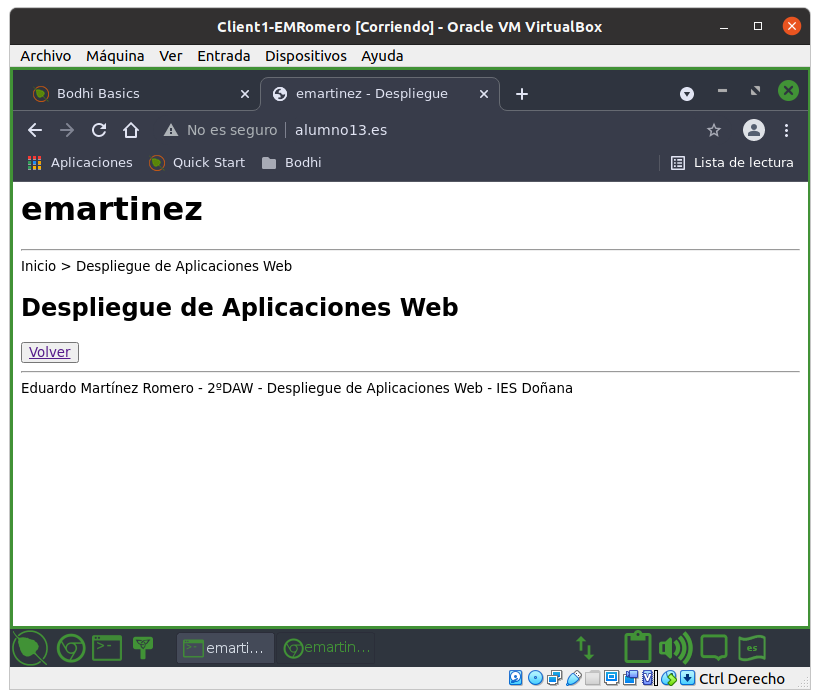 Client1-EMRomero [Corriendo] - Oracle VM VirtualBox
Archivo Máquina Ver Entrada Dispositivos Ayuda
Bodhi Basics
emartinez - Despliegue
No es seguro alumno13.es
Aplicaciones Quick Start Bodhi Lista de lectura
emartinez
Inicio > Despliegue de Aplicaciones Web
Despliegue de Aplicaciones Web
Volver
Eduardo Martínez Romero - 2ºDAW - Despliegue de Aplicaciones Web - IES Doñana
emarti... emartin... es
Ctrl Derecho